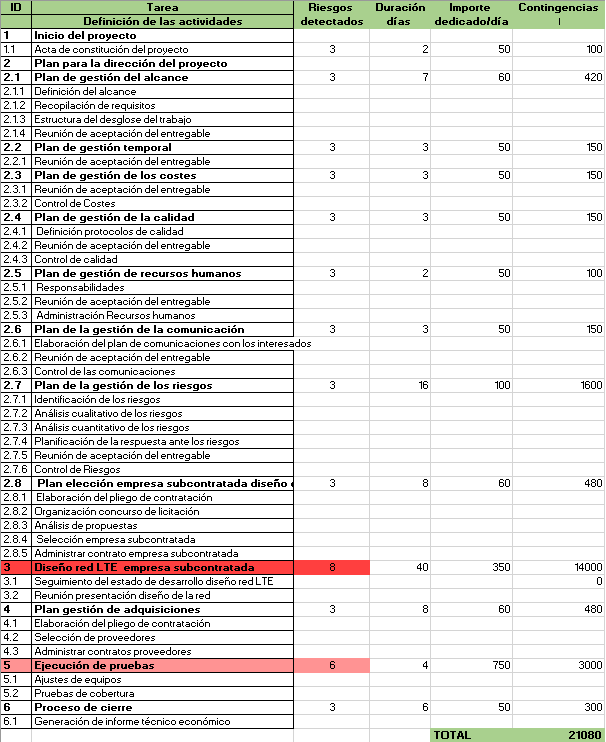 ID Tarea Riesgos Duración Importe Contingencias
Definición de las actividades detectados días dedicado/día
1 Inicio del proyecto
1.1 Acta de constitución del proyecto 3 2 50 100
2 Plan para la dirección del proyecto
2.1 Plan de gestión del alcance 3 7 60 420
2.1.1 Definición del alcance
2.1.2 Recopilación de requisitos
2.1.3 Estructura del desglose del trabajo
2.1.4 Reunión de aceptación del entregable
2.2 Plan de gestión temporal 3 3 50 150
2.2.1 Reunión de aceptación del entregable
2.3 Plan de gestión de los costes 3 3 50 150
2.3.1 Reunión de aceptación del entregable
2.3.2 Control de Costes
2.4 Plan de gestión de la calidad 3 3 50 150
2.4.1 Definición protocolos de calidad
2.4.2 Reunión de aceptación del entregable
2.4.3 Control de calidad
2.5 Plan de gestión de recursos humanos 3 2 50 100
2.5.1 Responsabilidades
2.5.2 Reunión de aceptación del entregable
2.5.3 Administración Recursos humanos
2.6 Plan de la gestión de la comunicación 3 3 50 150
2.6.1 Elaboración del plan de comunicaciones con los interesados
2.6.2 Reunión de aceptación del entregable
2.6.3 Control de las comunicaciones
2.7 Plan de la gestión de los riesgos 3 16 100 1600
2.7.1 Identificación de los riesgos
2.7.2 Análisis cualitativo de los riesgos
2.7.3 Análisis cuantitativo de los riesgos
2.7.4 Planificación de la respuesta ante los riesgos
2.7.5 Reunión de aceptación del entregable
2.7.6 Control de Riesgos
2.8 Plan elección empresa subcontratada diseño 3 8 60 480
2.8.1 Elaboración del pliego de contratación
2.8.2 Organización concurso de licitación
2.8.3 Análisis de propuestas
2.8.4 Selección empresa subcontratada
2.8.5 Administrar contrato empresa subcontratada
3 Diseño red LTE empresa subcontratada 8 40 350 14000
3.1 Seguimiento del estado de desarrollo diseño red LTE 0
3.2 Reunión presentación diseño de la red
4 Plan gestión de adquisiciones 3 8 60 480
4.1 Elaboración del pliego de contratación
4.2 Selección de proveedores
4.3 Administrar contratos proveedores
5 Ejecución de pruebas 6 4 750 3000
5.1 Ajustes de equipos
5.2 Pruebas de cobertura
6 Proceso de cierre 3 6 50 300
6.1 Generación de informe técnico económico
TOTAL 21080